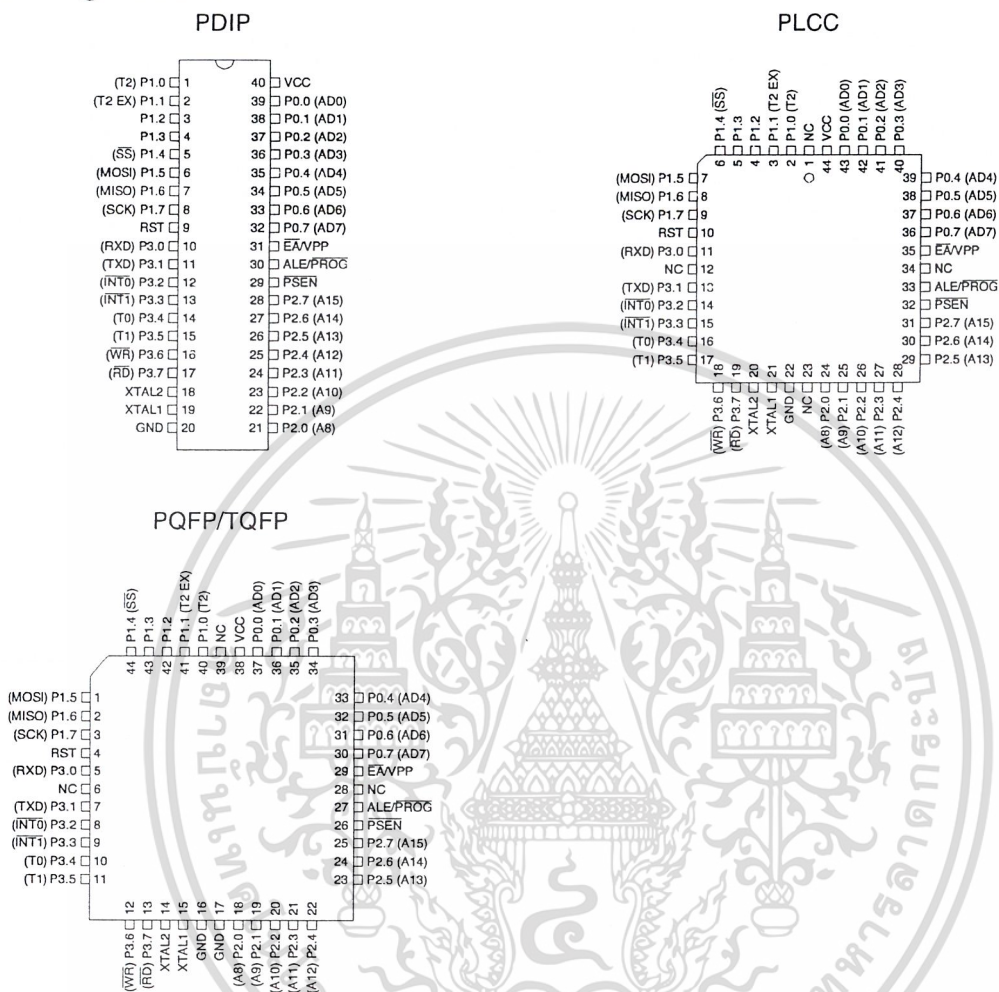 PDIP
(T2) P1.0 1
(T2 EX) P1.1 2
P1.2 3
P1.3 4
(SS) P1.4 5
(MOSI) P1.5 6
(MISO) P1.6 7
(SCK) P1.7 8
RST 9
(RXD) P3.0 10
(TXD) P3.1 11
(INT0) P3.2 12
(INT1) P3.3 13
(T0) P3.4 14
(T1) P3.5 15
(WR) P3.6 16
(RD) P3.7 17
XTAL2 18
XTAL1 19
GND 20
40 VCC
39 P0.0 (AD0)
38 P0.1 (AD1)
37 P0.2 (AD2)
36 P0.3 (AD3)
35 P0.4 (AD4)
34 P0.5 (AD5)
33 P0.6 (AD6)
32 P0.7 (AD7)
31 EA/VPP
30 ALE/PROG
29 PSEN
28 P2.7 (A15)
27 P2.6 (A14)
26 P2.5 (A13)
25 P2.4 (A12)
24 P2.3 (A11)
23 P2.2 (A10)
22 P2.1 (A9)
21 P2.0 (A8)
PLCC
6 P1.4 (SS)
5 P1.3
4 P1.2
3 P1.1 (T2 EX)
2 P1.0 (T2)
1 NC
44 VCC
43 P0.0 (AD0)
42 P0.1 (AD1)
41 P0.2 (AD2)
40 P0.3 (AD3)
(MOSI) P1.5 7
(MISO) P1.6 8
(SCK) P1.7 9
RST 10
(RXD) P3.0 11
NC 12
(TXD) P3.1 13
(INT0) P3.2 14
(INT1) P3.3 15
(T0) P3.4 16
(T1) P3.5 17
39 P0.4 (AD4)
38 P0.5 (AD5)
37 P0.6 (AD6)
36 P0.7 (AD7)
35 EA/VPP
34 NC
33 ALE/PROG
32 PSEN
31 P2.7 (A15)
30 P2.6 (A14)
29 P2.5 (A13)
(WR) P3.6 18
(RD) P3.7 19
XTAL2 20
XTAL1 21
GND 22
NC 23
(A8) P2.0 24
(A9) P2.1 25
(A10) P2.2 26
(A11) P2.3 27
(A12) P2.4 28
PQFP/TQFP
44 P1.4 (SS)
43 P1.3
42 P1.2
41 P1.1 (T2 EX)
40 P1.0 (T2)
39 NC
38 VCC
37 P0.0 (AD0)
36 P0.1 (AD1)
35 P0.2 (AD2)
34 P0.3 (AD3)
(MOSI) P1.5 1
(MISO) P1.6 2
(SCK) P1.7 3
RST 4
(RXD) P3.0 5
NC 6
(TXD) P3.1 7
(INT0) P3.2 8
(INT1) P3.3 9
(T0) P3.4 10
(T1) P3.5 11
33 P0.4 (AD4)
32 P0.5 (AD5)
31 P0.6 (AD6)
30 P0.7 (AD7)
29 EA/VPP
28 NC
27 ALE/PROG
26 PSEN
25 P2.7 (A15)
24 P2.6 (A14)
23 P2.5 (A13)
(WR) P3.6 12
(RD) P3.7 13
XTAL2 14
XTAL1 15
GND 16
GND 17
(A8) P2.0 18
(A9) P2.1 19
(A10) P2.2 20
(A11) P2.3 21
(A12) P2.4 22